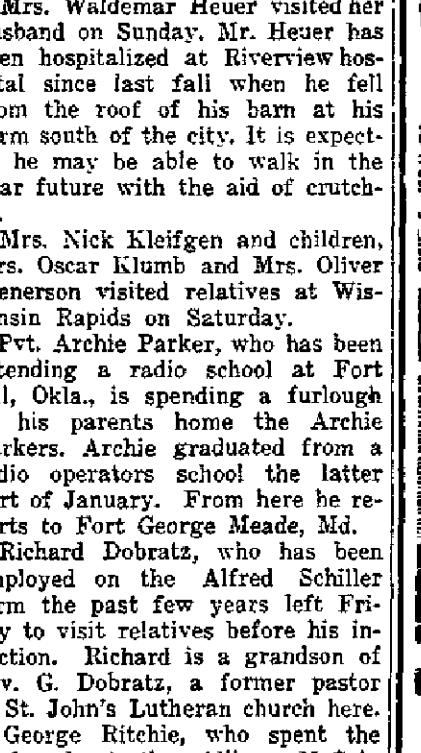 Mrs. Waldemar Heuer visited her
sband on Sunday. Mr. Heuer has
en hospitalized at Riverview hos-
tal since last fall when he fell
om the roof of his barn at his
rm south of the city. It is expect-
he may be able to walk in the
ar future with the aid of crutch-
.
Mrs. Nick Kleifgen and children,
rs. Oscar Klumb and Mrs. Oliver
enerson visited relatives at Wis-
nsin Rapids on Saturday.
Pvt. Archie Parker, who has been
tending a radio school at Fort
l, Okla., is spending a furlough
his parents home the Archie
rkers. Archie graduated from a
dio operators school the latter
rt of January. From here he re-
rts to Fort George Meade, Md.
Richard Dobratz, who has been
ployed on the Alfred Schiller
rm the past few years left Fri-
y to visit relatives before his in-
ction. Richard is a grandson of
v. G. Dobratz, a former pastor
St. John's Lutheran church here.
George Ritchie, who spent the